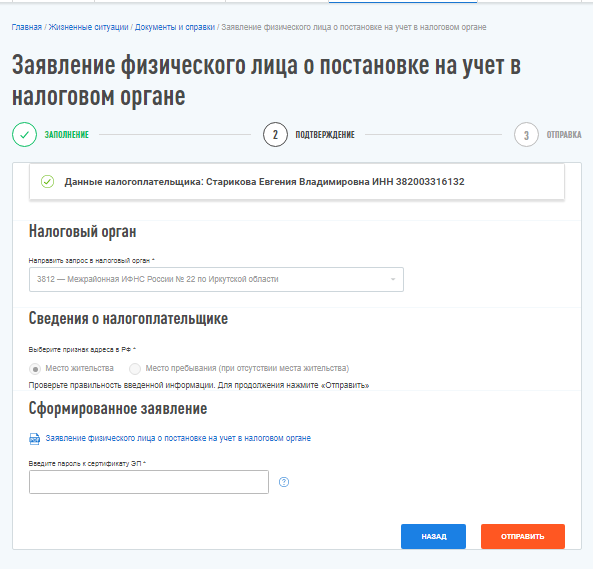 Главная / Жизненные ситуации / Документы и справки / Заявление физического лица о постановке на учет в налоговом органе
Заявление физического лица о постановке на учет в
налоговом органе
ЗАПОЛНЕНИЕ
2 ПОДТВЕРЖДЕНИЕ
3 ОТПРАВКА
Данные налогоплательщика: Старикова Евгения Владимировна ИНН 382003316132
Налоговый орган
Направить запрос в налоговый орган *
3812 — Межрайонная ИФНС России № 22 по Иркутской области
Сведения о налогоплательщике
Выберите признак адреса в РФ *
Место жительства Место пребывания (при отсутствии места жительства)
Проверьте правильность введенной информации. Для продолжения нажмите «Отправить»
Сформированное заявление
PDF Заявление физического лица о постановке на учет в налоговом органе
Введите пароль к сертификату ЭП *
?
НАЗАД ОТПРАВИТЬ